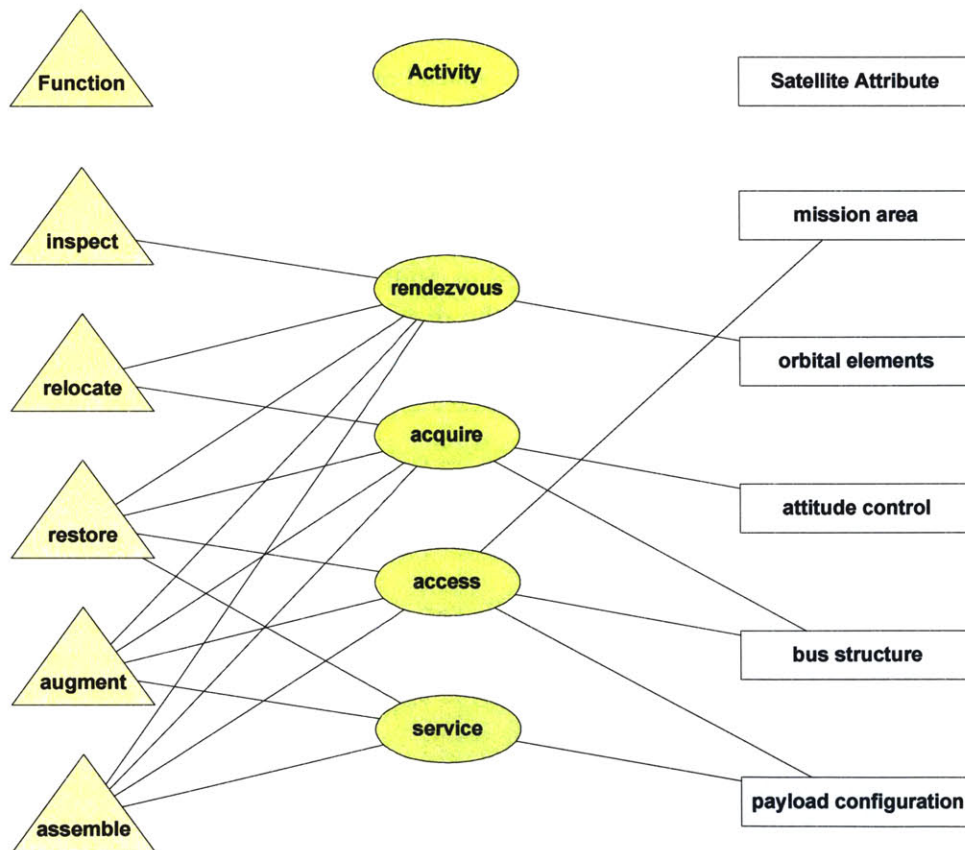 Function
Activity
Satellite Attribute
inspect
mission area
rendezvous
relocate
orbital elements
acquire
restore
attitude control
access
augment
bus structure
service
assemble
payload configuration